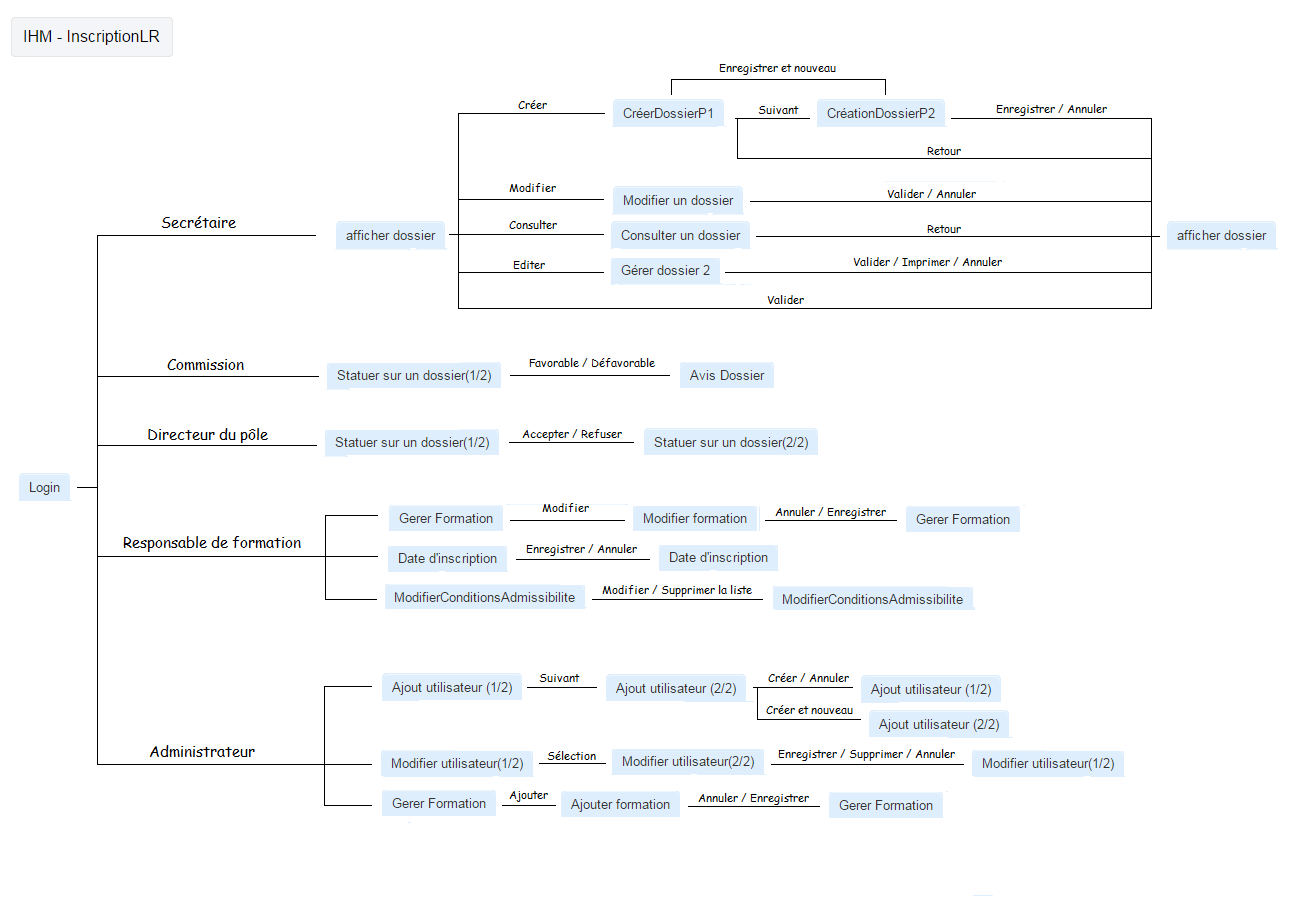 IHM - InscriptionLR
Enregistrer et nouveau
Créer
CréerDossierP1
Suivant
CréationDossierP2
Enregistrer / Annuler
Retour
Modifier
Modifier un dossier
Valider / Annuler
Secrétaire
afficher dossier
Consulter
Consulter un dossier
Retour
afficher dossier
Editer
Gérer dossier 2
Valider / Imprimer / Annuler
Valider
Commission
Statuer sur un dossier(1/2)
Favorable / Défavorable
Avis Dossier
Directeur du pôle
Statuer sur un dossier(1/2)
Accepter / Refuser
Statuer sur un dossier(2/2)
Login
Responsable de formation
Gerer Formation
Modifier
Modifier formation
Annuler / Enregistrer
Gerer Formation
Date d'inscription
Enregistrer / Annuler
Date d'inscription
ModifierConditionsAdmissibilite
Modifier / Supprimer la liste
ModifierConditionsAdmissibilite
Administrateur
Ajout utilisateur (1/2)
Suivant
Ajout utilisateur (2/2)
Créer / Annuler
Ajout utilisateur (1/2)
Créer et nouveau
Ajout utilisateur (2/2)
Modifier utilisateur(1/2)
Sélection
Modifier utilisateur(2/2)
Enregistrer / Supprimer / Annuler
Modifier utilisateur(1/2)
Gerer Formation
Ajouter
Ajouter formation
Annuler / Enregistrer
Gerer Formation